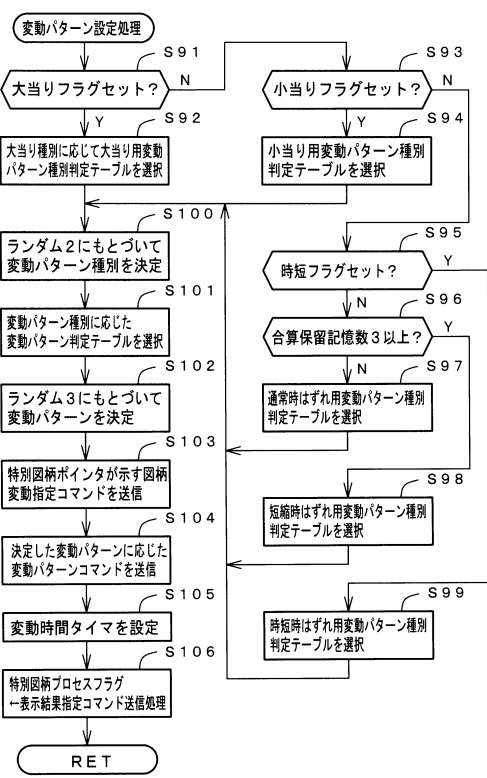 変動パターン設定処理
S91
大当りフラグセット?
N
Y
S92
大当り種別に応じて大当り用変動
パターン種別判定テーブルを選択
S93
小当りフラグセット?
N
Y
S94
小当り用変動パターン種別
判定テーブルを選択
S95
時短フラグセット?
Y
N
S96
合算保留記憶数3以上?
Y
N
S97
通常時はずれ用変動パターン種別
判定テーブルを選択
S98
短縮時はずれ用変動パターン種別
判定テーブルを選択
S99
時短時はずれ用変動パターン種別
判定テーブルを選択
S100
ランダム2にもとづいて
変動パターン種別を決定
S101
変動パターン種別に応じた
変動パターン判定テーブルを選択
S102
ランダム3にもとづいて
変動パターンを決定
S103
特別図柄ポインタが示す図柄
変動指定コマンドを送信
S104
決定した変動パターンに応じた
変動パターンコマンドを送信
S105
変動時間タイマを設定
S106
特別図柄プロセスフラグ
←表示結果指定コマンド送信処理
RET